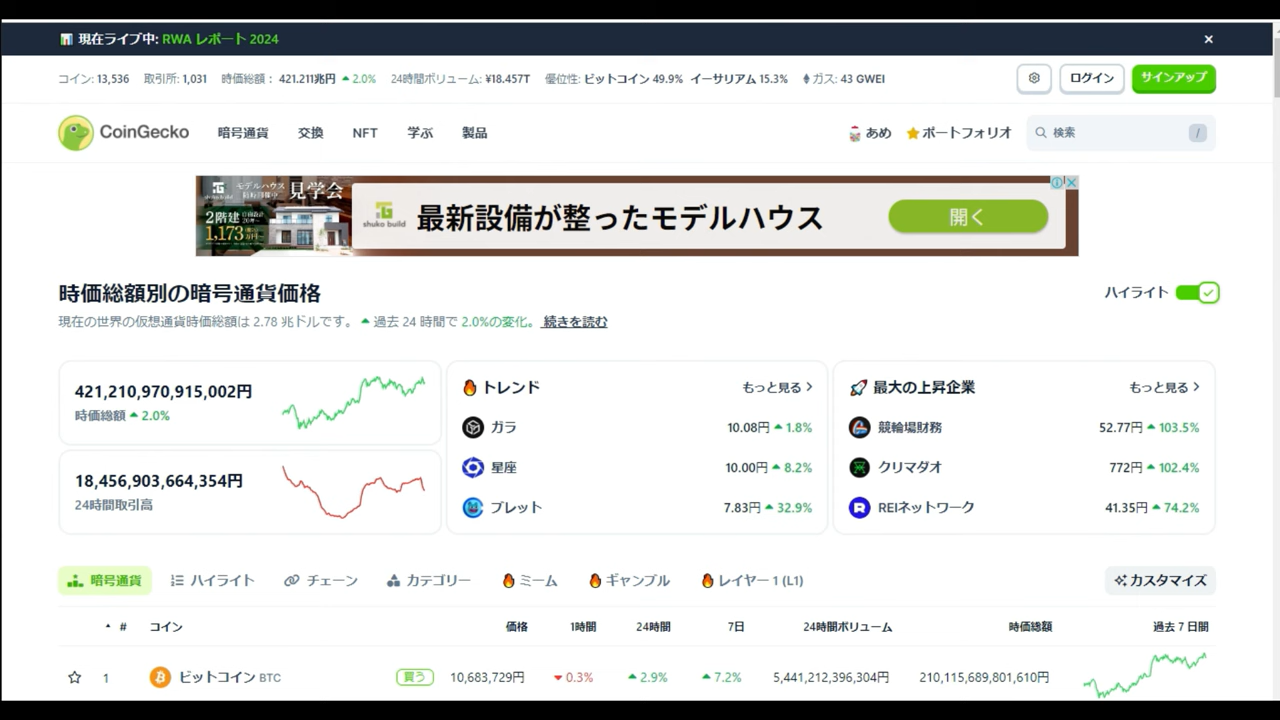 現在ライブ中: RWA レポート 2024
コイン: 13,536 取引所: 1,031 時価総額： 421.211兆円 2.0% 24時間ボリューム: ¥18.457T 優位性: ビットコイン 49.9% イーサリアム 15.3% ガス: 43 GWEI
ログイン サインアップ
CoinGecko 暗号通貨 交換 NFT 学ぶ 製品 あめ ポートフォリオ 検索 /
モデルハウス
見学会
2階建
1,173
shuko build
最新設備が整ったモデルハウス
開く
時価総額別の暗号通貨価格
ハイライト
現在の世界の仮想通貨時価総額は 2.78 兆ドルです。 過去 24 時間で 2.0%の変化。 続きを読む
421,210,970,915,002円
時価総額 2.0%
18,456,903,664,354円
24時間取引高
トレンド もっと見る
ガラ 10.08円 1.8%
星座 10.00円 8.2%
ブレット 7.83円 32.9%
最大の上昇企業 もっと見る
競輪場財務 52.77円 103.5%
クリマダオ 772円 102.4%
REIネットワーク 41.35円 74.2%
暗号通貨 ハイライト チェーン カテゴリー ミーム ギャンブル レイヤー 1 (L1) カスタマイズ
# コイン 価格 1時間 24時間 7日 24時間ボリューム 時価総額 過去 7 日間
1 ビットコイン BTC 買う 10,683,729円 0.3% 2.9% 7.2% 5,441,212,396,304円 210,115,689,801,610円